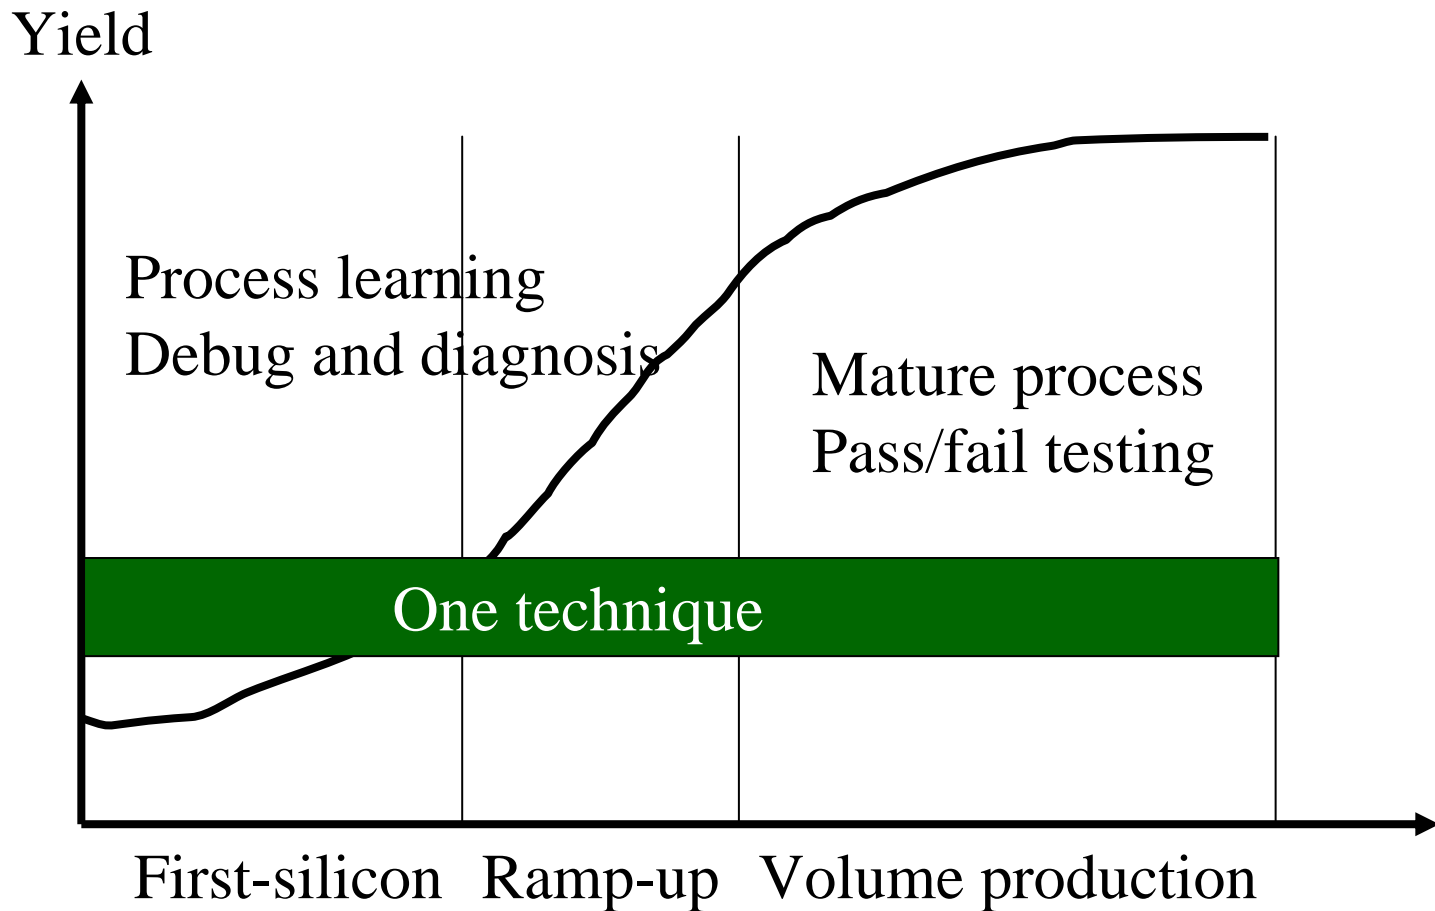 Yield
Process learning
Debug and diagnosis
Mature process
Pass/fail testing
One technique
First-silicon
Ramp-up
Volume production